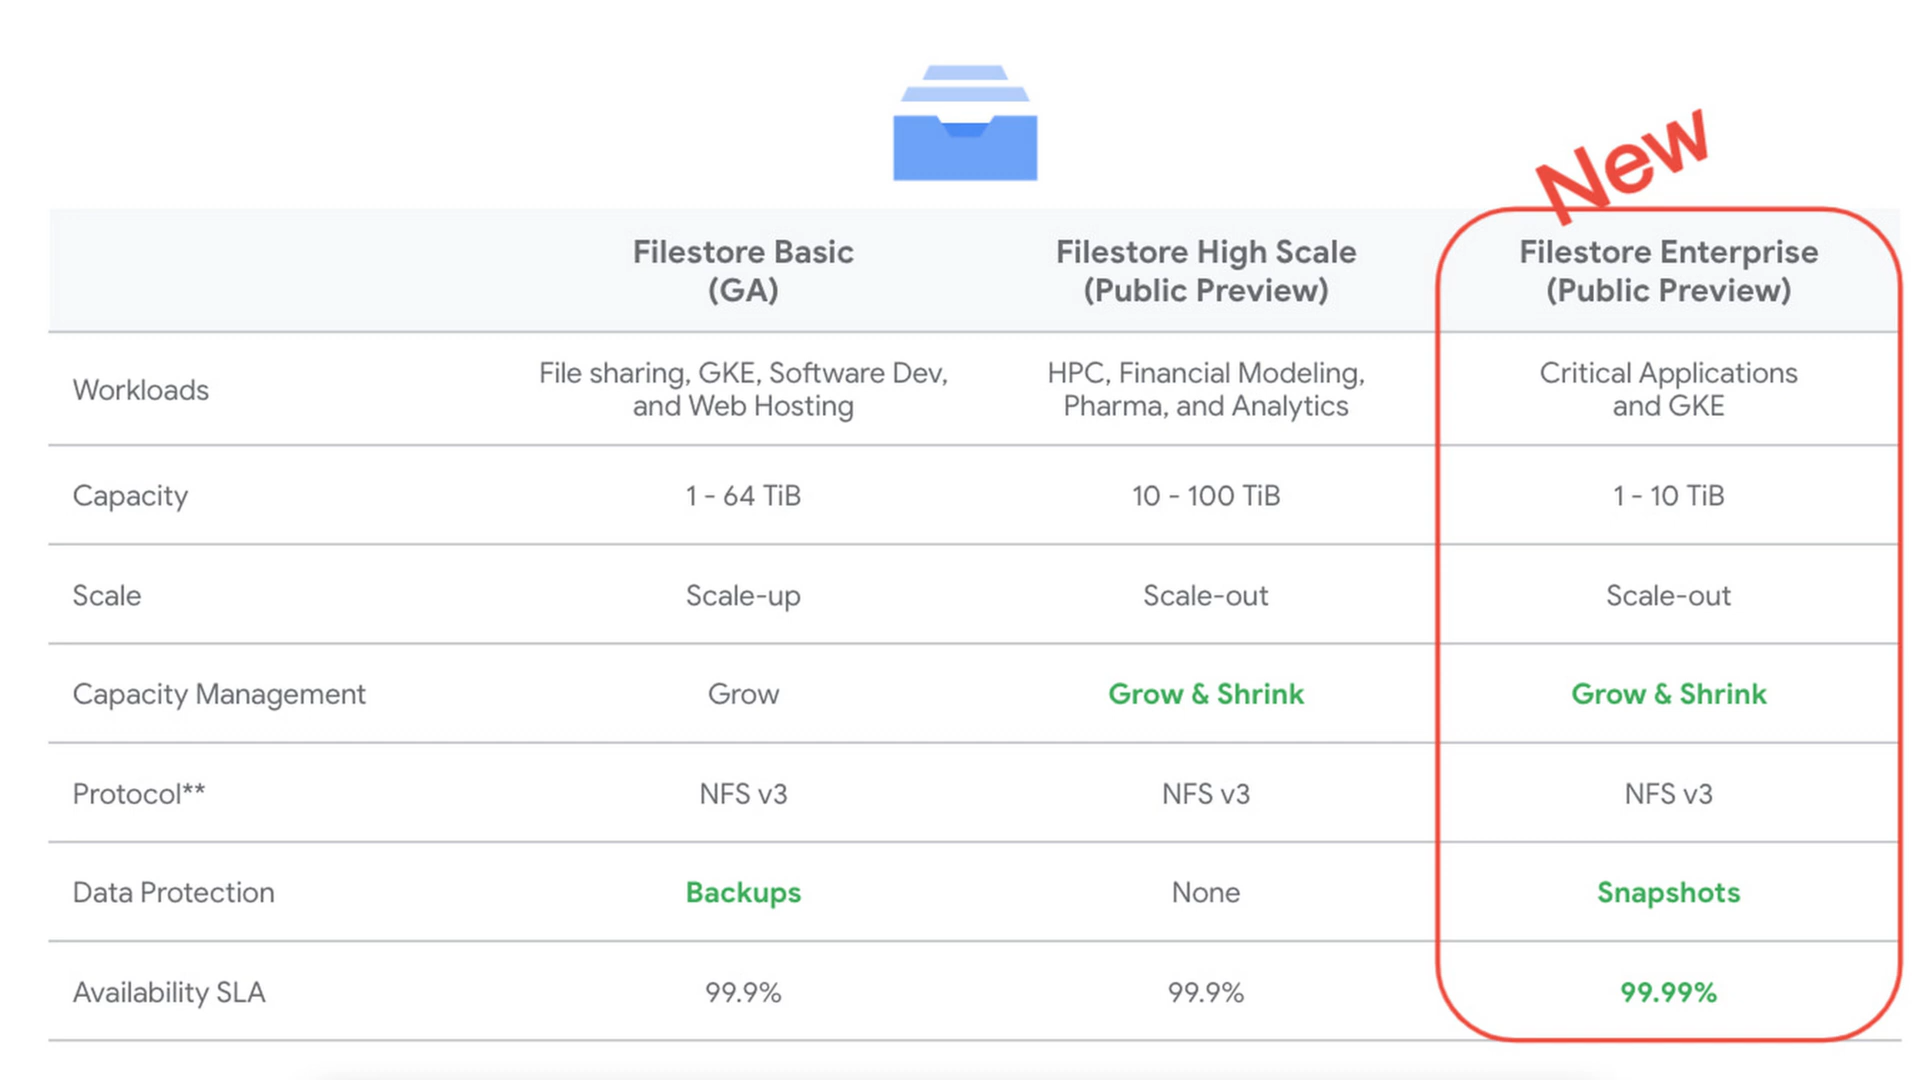 New
Filestore Basic
(GA)
Filestore High Scale
(Public Preview)
Filestore Enterprise
(Public Preview)
Workloads
File sharing, GKE, Software Dev,
and Web Hosting
HPC, Financial Modeling,
Pharma, and Analytics
Critical Applications
and GKE
Capacity
1 - 64 TiB
10 - 100 TiB
1 - 10 TiB
Scale
Scale-up
Scale-out
Scale-out
Capacity Management
Grow
Grow & Shrink
Grow & Shrink
Protocol**
NFS v3
NFS v3
NFS v3
Data Protection
Backups
None
Snapshots
Availability SLA
99.9%
99.9%
99.99%